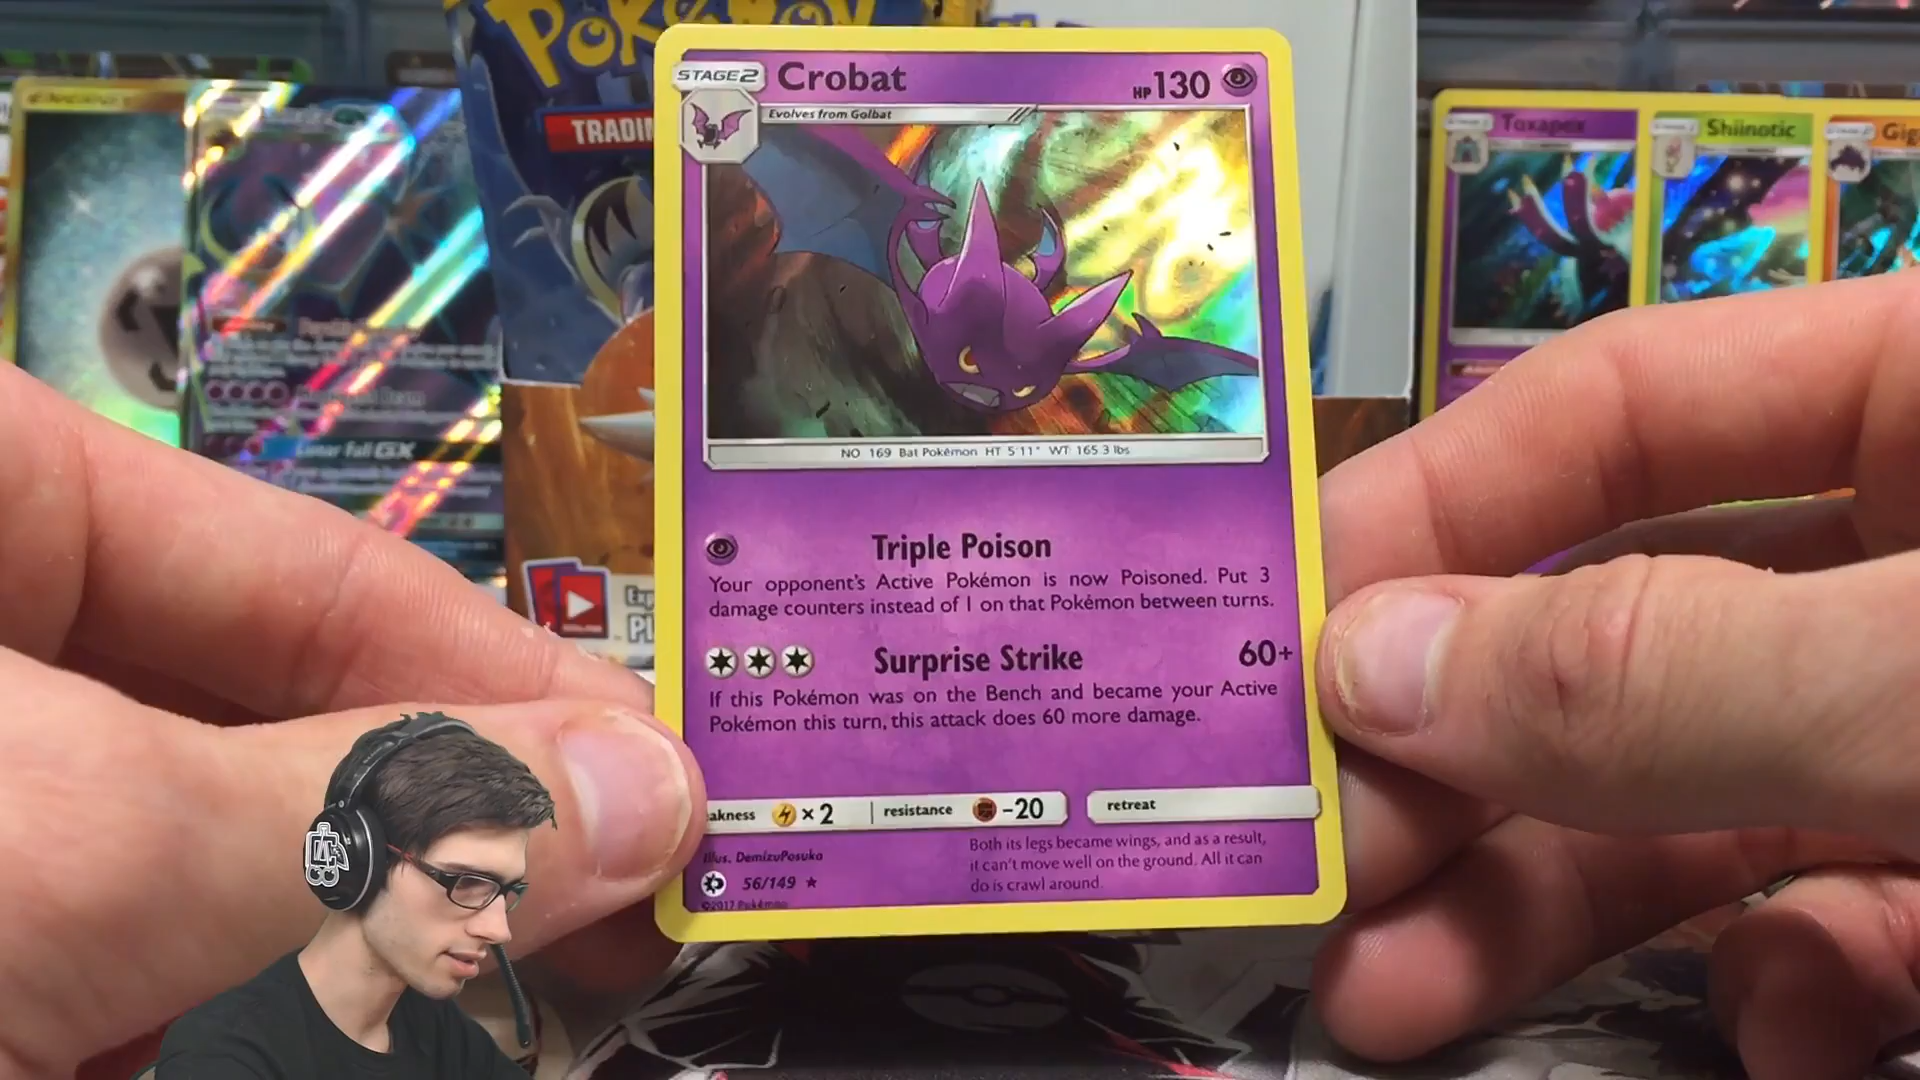 POKéMON
TRADIN
STAGE2
Crobat
HP130
Evolves from Golbat
NO 169 Bat Pokémon HT 5'11" WT: 165.3 lbs
Triple Poison
Your opponent's Active Pokémon is now Poisoned. Put 3
damage counters instead of 1 on that Pokémon between turns.
Surprise Strike 60+
If this Pokémon was on the Bench and became your Active
Pokémon this turn, this attack does 60 more damage.
akness ×2 resistance -20 retreat
Illus. DemizuPosuka
Both its legs became wings, and as a result,
it can't move well on the ground. All it can
do is crawl around.
56/149
©2017 Pokémon
Toxapex
Shiinotic
Gig
Lunar Fall GX
Exp
Pl